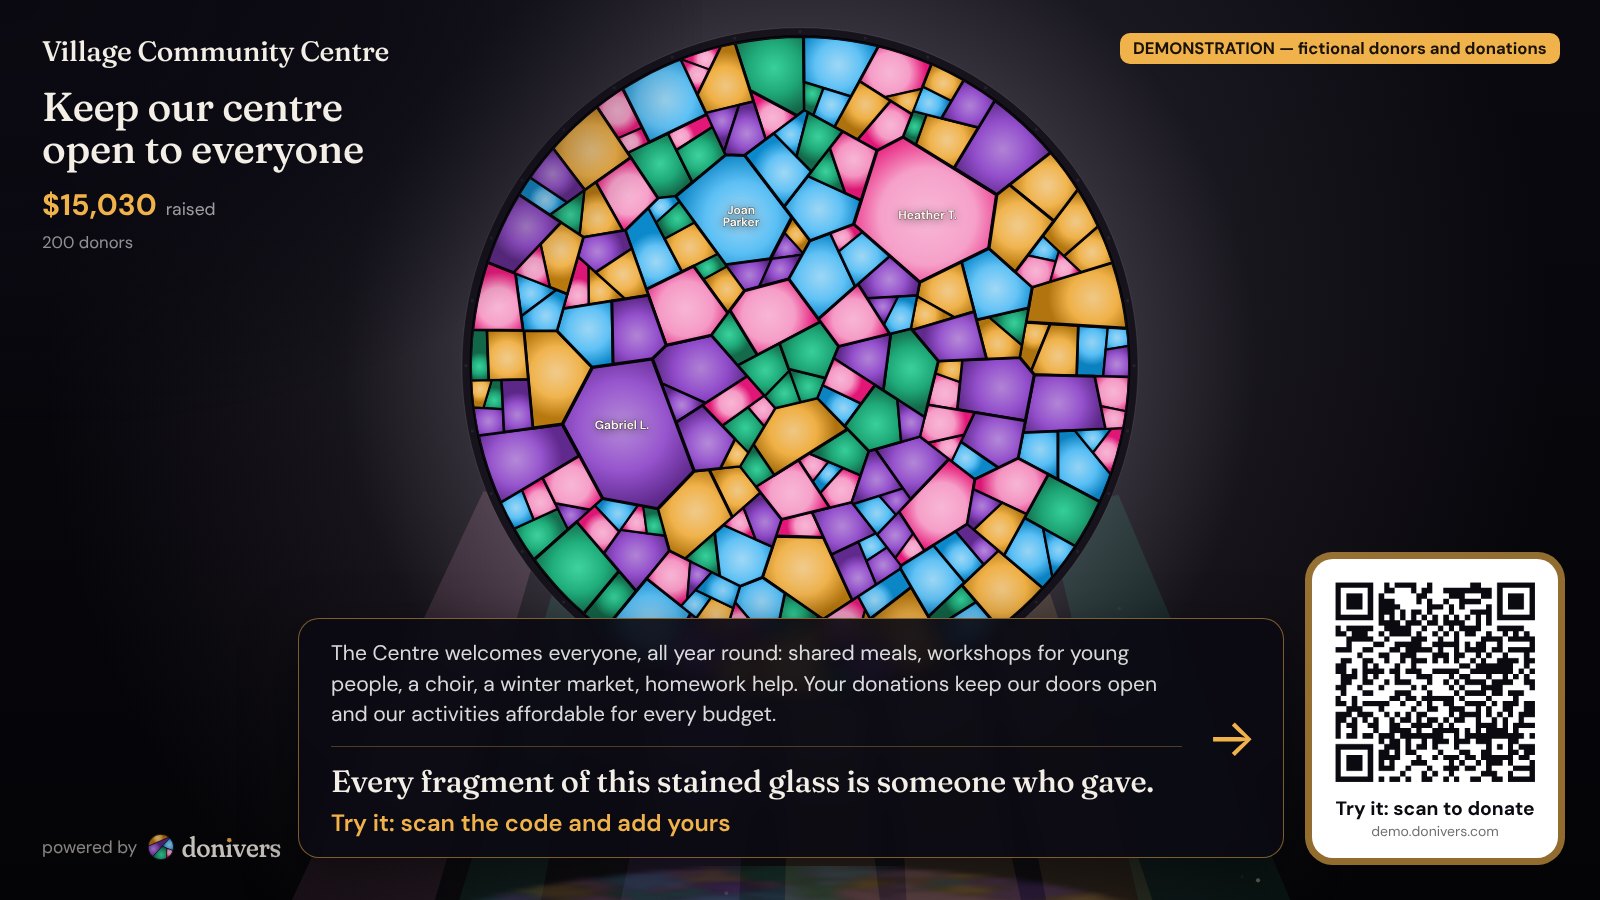 Village Community Centre
Keep our centre
open to everyone
$15,030 raised
200 donors
DEMONSTRATION — fictional donors and donations
Joan
Parker
Heather T.
Gabriel L.
The Centre welcomes everyone, all year round: shared meals, workshops for young
people, a choir, a winter market, homework help. Your donations keep our doors open
and our activities affordable for every budget.
Every fragment of this stained glass is someone who gave.
Try it: scan the code and add yours
Try it: scan to donate
demo.donivers.com
powered by donivers